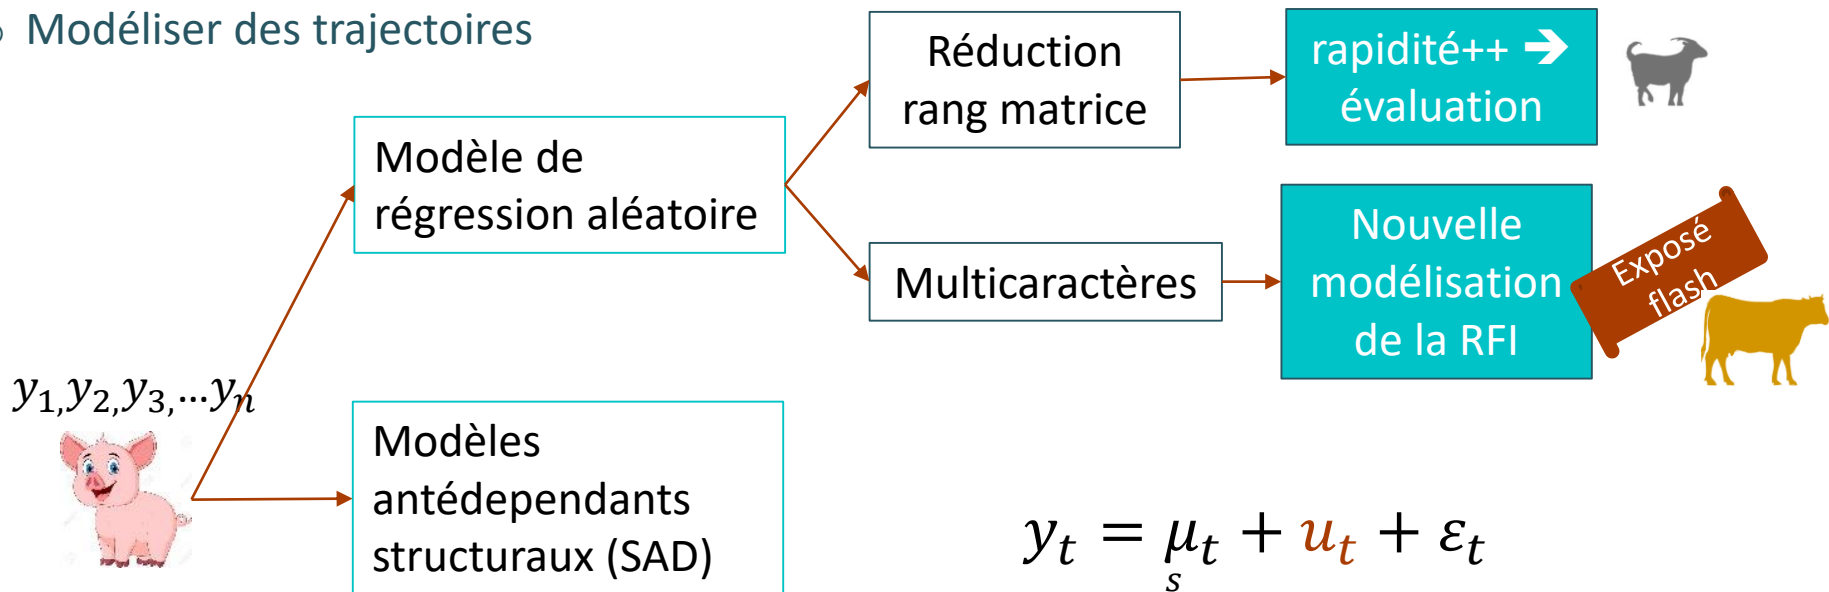 Modéliser des trajectoires
Modèle de
régression aléatoire
Réduction
rang matrice
rapidité++ ➔
évaluation
Multicaractères
Nouvelle
modélisation
de la RFI
Exposé
flash
y₁,y₂,y₃,...yₙ
Modèles
antédependants
structuraux (SAD)
yₜ = μₜ + uₜ + εₜ
s